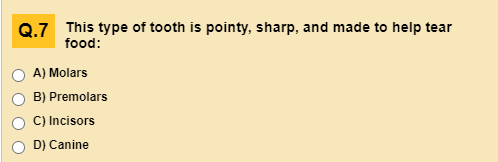 Q.7 This type of tooth is pointy, sharp, and made to help tear
food:
A) Molars
B) Premolars
C) Incisors
D) Canine